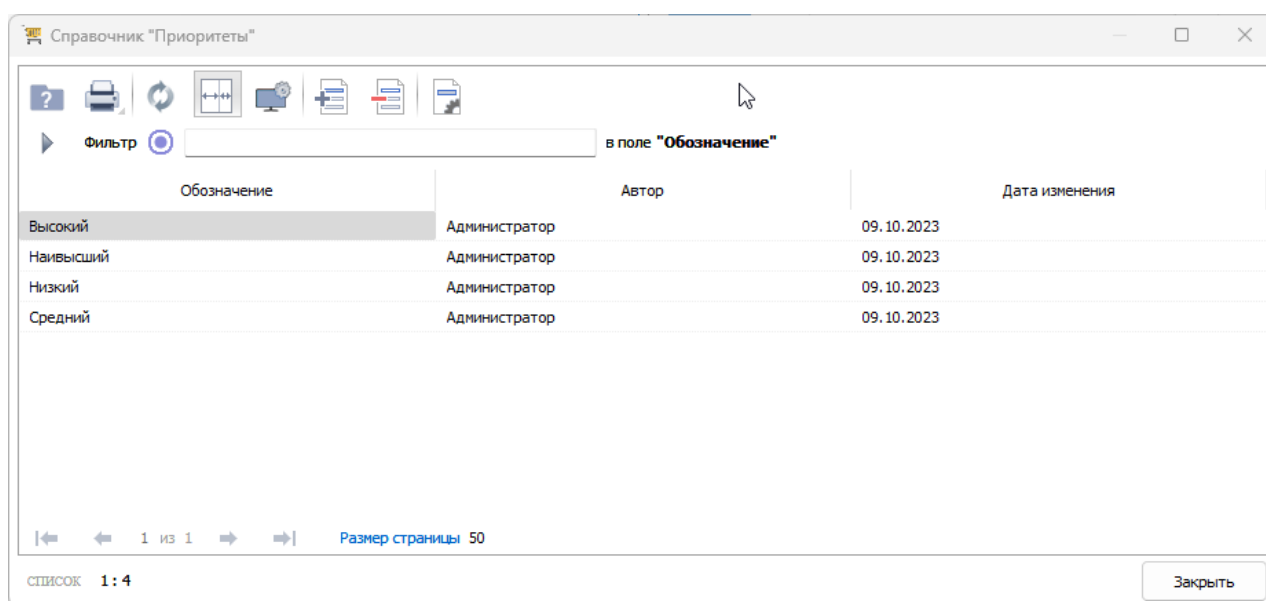 Справочник "Приоритеты"
Фильтр в поле "Обозначение"
Обозначение Автор Дата изменения
Высокий Администратор 09.10.2023
Наивысший Администратор 09.10.2023
Низкий Администратор 09.10.2023
Средний Администратор 09.10.2023
1 из 1 Размер страницы 50
список 1:4 Закрыть